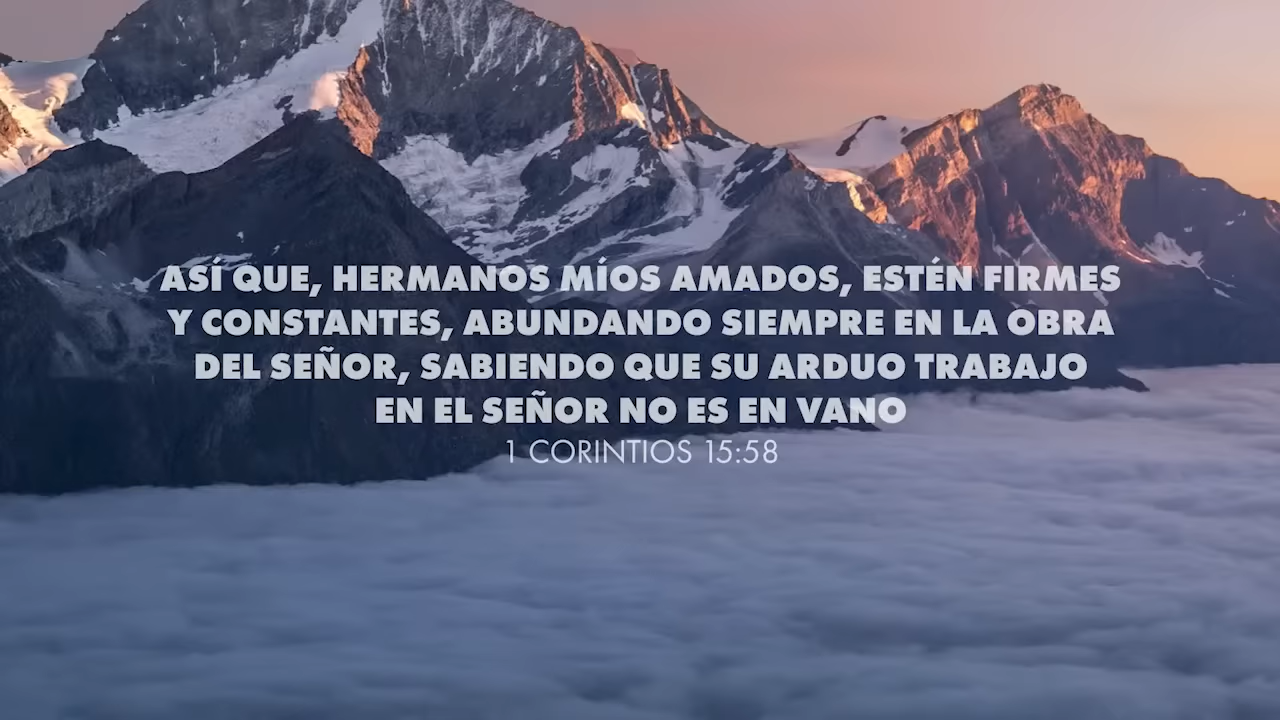 ASÍ QUE, HERMANOS MÍOS AMADOS, ESTÉN FIRMES
Y CONSTANTES, ABUNDANDO SIEMPRE EN LA OBRA
DEL SEÑOR, SABIENDO QUE SU ARDUO TRABAJO
EN EL SEÑOR NO ES EN VANO
1 CORINTIOS 15:58